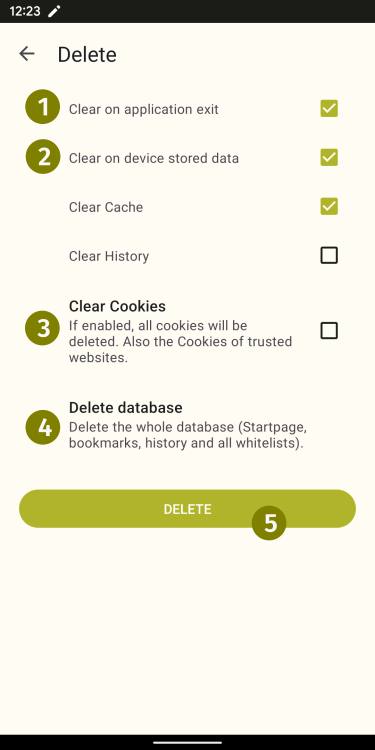 12:23
Delete
1 Clear on application exit
2 Clear on device stored data
Clear Cache
Clear History
Clear Cookies
3 If enabled, all cookies will be
deleted. Also the Cookies of trusted
websites.
Delete database
4 Delete the whole database (Startpage,
bookmarks, history and all whitelists).
DELETE
5